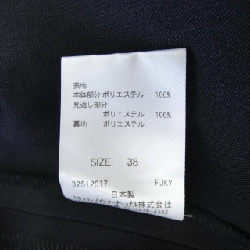 表地
本体部分 ポリエステル 100%
見返し部分
ポリエステル 100%
裏地 ポリエステル 100%
SIZE 38
FJKY
日本製